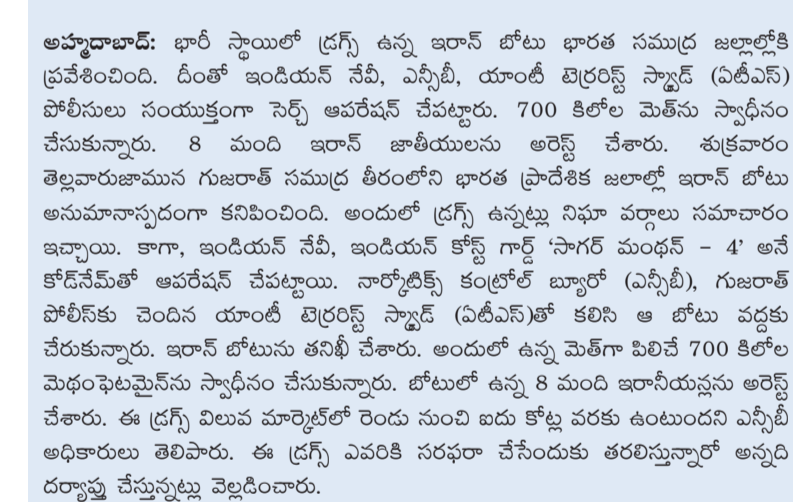 అహ్మదాబాద్: భారీ స్థాయిలో డ్రగ్స్ ఉన్న ఇరాన్ బోటు భారత సముద్ర జల్లాల్లోకి
ప్రవేశించింది. దీంతో ఇండియన్ నేవీ, ఎన్సీబీ, యాంటీ టెర్రరిస్ట్ స్క్వాడ్ (ఏటీఎస్)
పోలీసులు సంయుక్తంగా సెర్చ్ ఆపరేషన్ చేపట్టారు. 700 కిలోల మెత్‌ను స్వాధీనం
చేసుకున్నారు. 8 మంది ఇరాన్ జాతీయులను అరెస్ట్ చేశారు. శుక్రవారం
తెల్లవారుజామున గుజరాత్ సముద్ర తీరంలోని భారత ప్రాదేశిక జలాల్లో ఇరాన్ బోటు
అనుమానాస్పదంగా కనిపించింది. అందులో డ్రగ్స్ ఉన్నట్లు నిఘా వర్గాలు సమాచారం
ఇచ్చాయి. కాగా, ఇండియన్ నేవీ, ఇండియన్ కోస్ట్ గార్డ్ ‘సాగర్ మంథన్ – 4’ అనే
కోడ్‌నేమ్‌తో ఆపరేషన్ చేపట్టాయి. నార్కోటిక్స్ కంట్రోల్ బ్యూరో (ఎన్సీబీ), గుజరాత్
పోలీస్‌కు చెందిన యాంటీ టెర్రరిస్ట్ స్క్వాడ్ (ఏటీఎస్)తో కలిసి ఆ బోటు వద్దకు
చేరుకున్నారు. ఇరాన్ బోటును తనిఖీ చేశారు. అందులో ఉన్న మెత్‌గా పిలిచే 700 కిలోల
మెథంఫెటమైన్‌ను స్వాధీనం చేసుకున్నారు. బోటులో ఉన్న 8 మంది ఇరానీయన్లను అరెస్ట్
చేశారు. ఈ డ్రగ్స్ విలువ మార్కెట్‌లో రెండు నుంచి ఐదు కోట్ల వరకు ఉంటుందని ఎన్సీబీ
అధికారులు తెలిపారు. ఈ డ్రగ్స్ ఎవరికి సరఫరా చేసేందుకు తరలిస్తున్నారో అన్నది
దర్యాప్తు చేస్తున్నట్లు వెల్లడించారు.